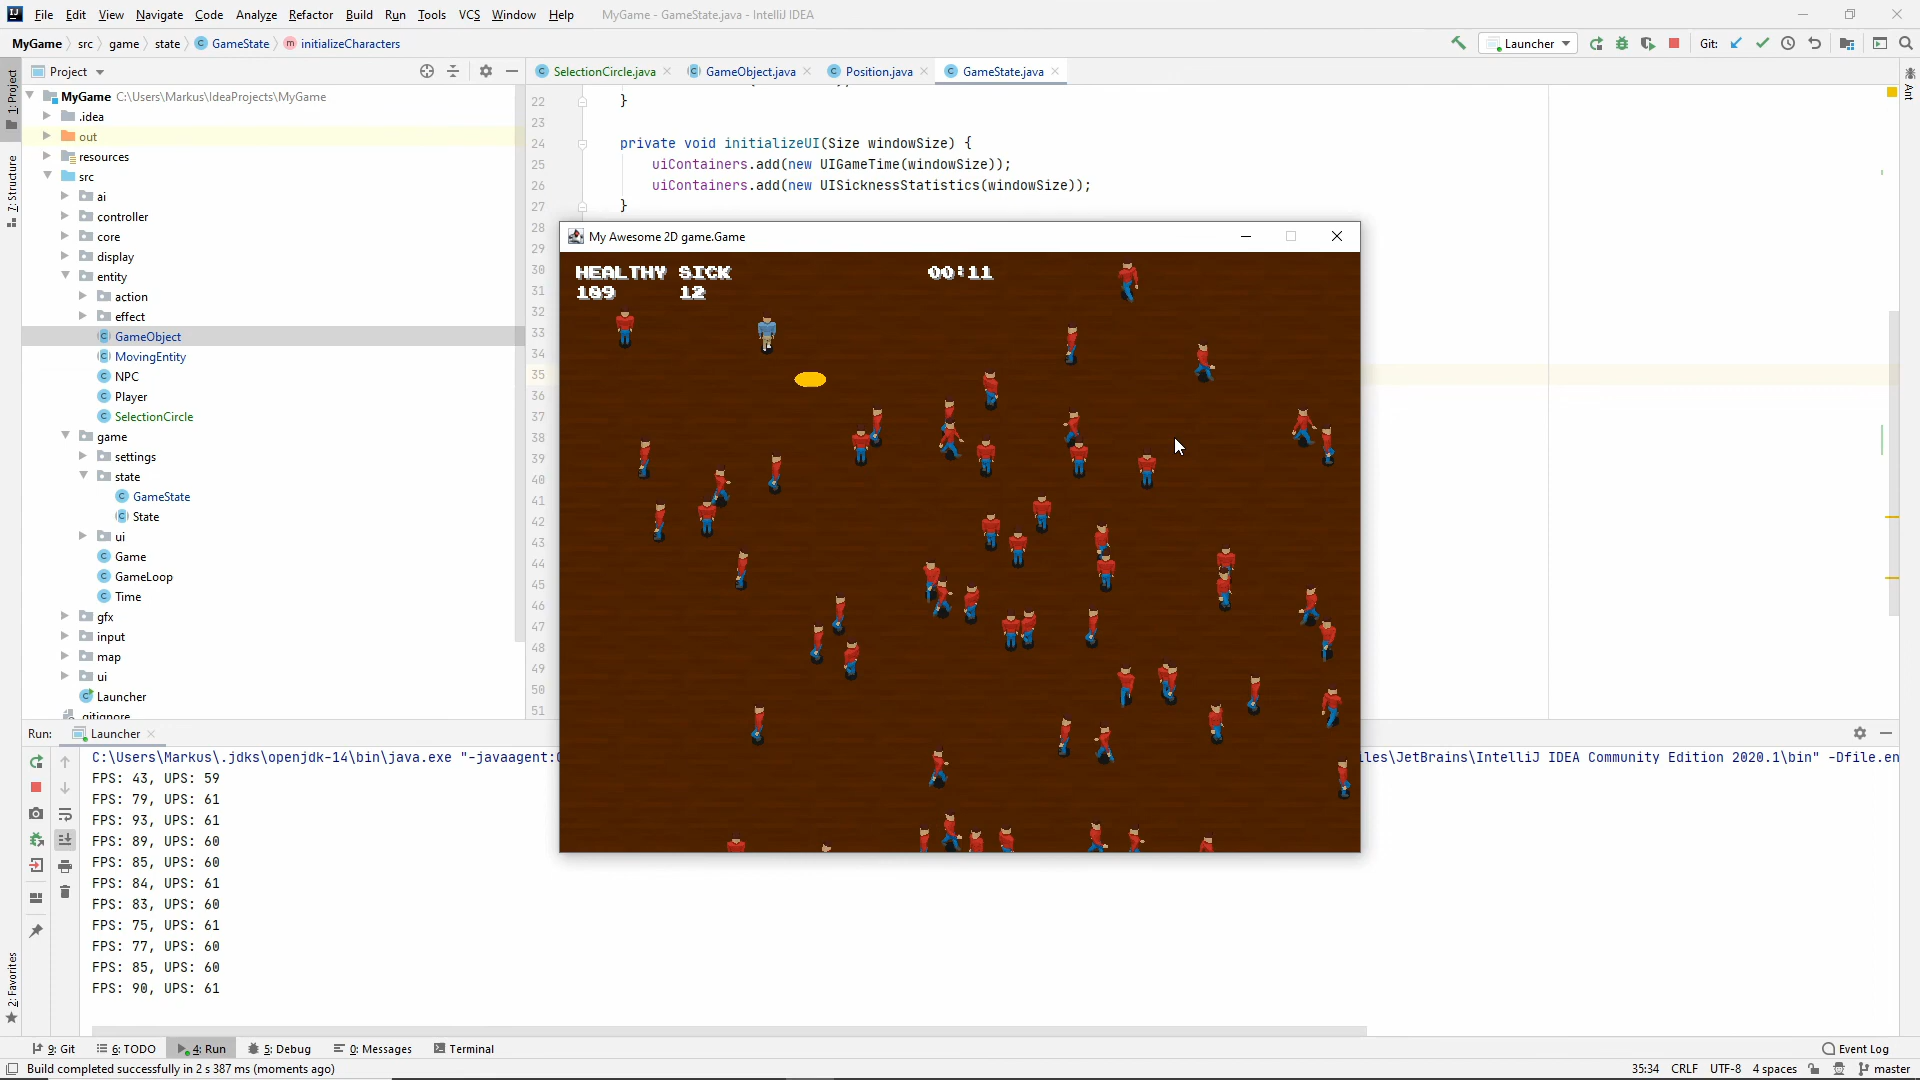 File Edit View Navigate Code Analyze Refactor Build Run Tools VCS Window Help MyGame - GameState.java - IntelliJ IDEA
MyGame src game state GameState initializeCharacters Launcher Git:
Project SelectionCircle.java GameObject.java Position.java GameState.java
1: Project
7: Structure
2: Favorites
Ant
MyGame C:\Users\Markus\IdeaProjects\MyGame
.idea
out
resources
src
ai
controller
core
display
entity
action
effect
GameObject
MovingEntity
NPC
Player
SelectionCircle
game
settings
state
GameState
State
ui
Game
GameLoop
Time
gfx
input
map
ui
Launcher
.gitignore
22 }
23
24 private void initializeUI(Size windowSize) {
25 uiContainers.add(new UIGameTime(windowSize));
26 uiContainers.add(new UISicknessStatistics(windowSize));
27 }
28
29
30
31
32
33
34
35
36
37
38
39
40
41
42
43
44
45
46
47
48
49
50
51
My Awesome 2D game.Game
HEALTHY SICK 00:11
109 12
Run: Launcher
C:\Users\Markus\.jdks\openjdk-14\bin\java.exe "-javaagent: les\JetBrains\IntelliJ IDEA Community Edition 2020.1\bin" -Dfile.en
FPS: 43, UPS: 59
FPS: 79, UPS: 61
FPS: 93, UPS: 61
FPS: 89, UPS: 60
FPS: 85, UPS: 60
FPS: 84, UPS: 61
FPS: 83, UPS: 60
FPS: 75, UPS: 61
FPS: 77, UPS: 60
FPS: 85, UPS: 60
FPS: 90, UPS: 61
9: Git 6: TODO 4: Run 5: Debug 0: Messages Terminal Event Log
Build completed successfully in 2 s 387 ms (moments ago) 35:34 CRLF UTF-8 4 spaces master